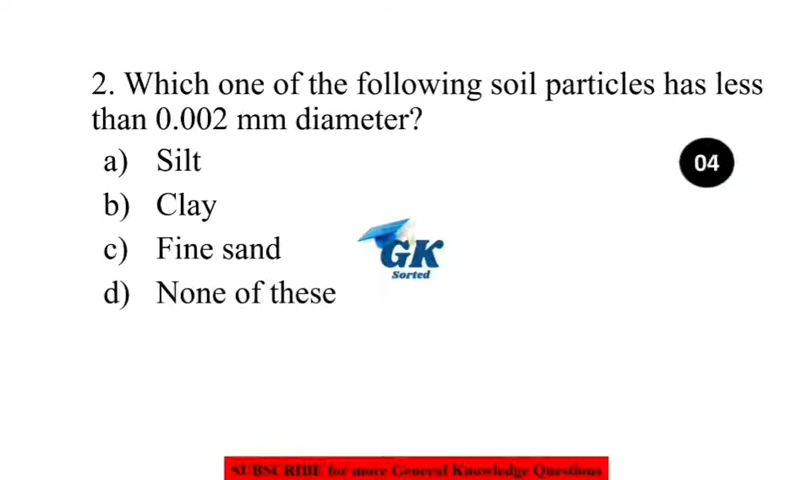 2. Which one of the following soil particles has less
than 0.002 mm diameter?
a) Silt
04
b) Clay
c) Fine sand
GK
Sorted
d) None of these
SUBSCRIBE for more General Knowledge Questions